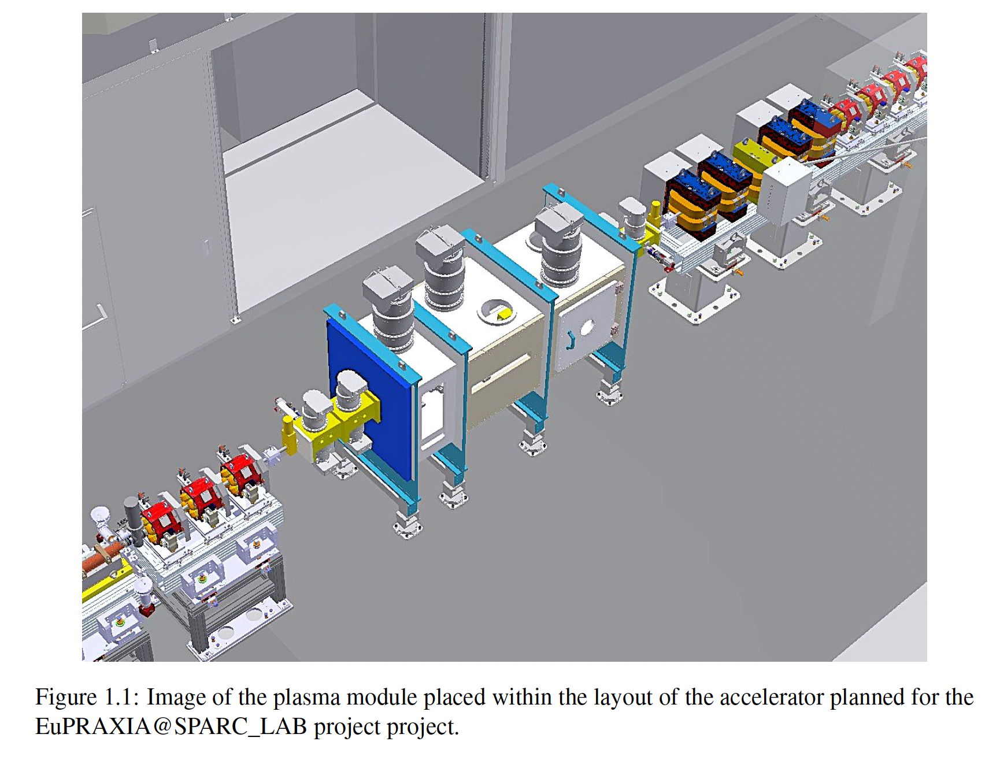 165
Figure 1.1: Image of the plasma module placed within the layout of the accelerator planned for the
EuPRAXIA@SPARC_LAB project project.